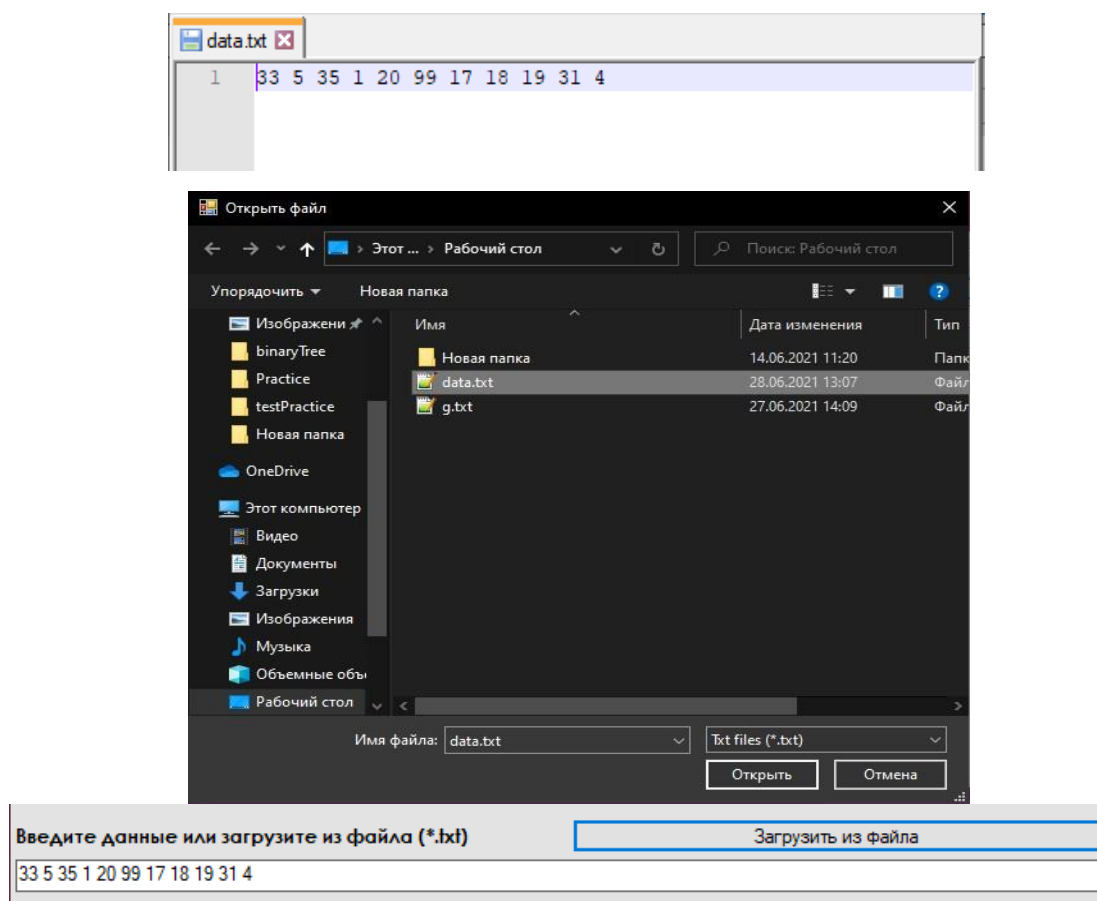 data.txt
1 33 5 35 1 20 99 17 18 19 31 4
Открыть файл
Этот ... > Рабочий стол
Поиск: Рабочий стол
Упорядочить Новая папка
Изображени Имя Дата изменения Тип
binaryTree Новая папка 14.06.2021 11:20 Папк
Practice data.txt 28.06.2021 13:07 Файл
testPractice g.txt 27.06.2021 14:09 Файл
Новая папка
OneDrive
Этот компьютер
Видео
Документы
Загрузки
Изображения
Музыка
Объемные объ
Рабочий стол
Имя файла: data.txt Txt files (*.txt)
Открыть Отмена
Введите данные или загрузите из файла (*.txt) Загрузить из файла
33 5 35 1 20 99 17 18 19 31 4